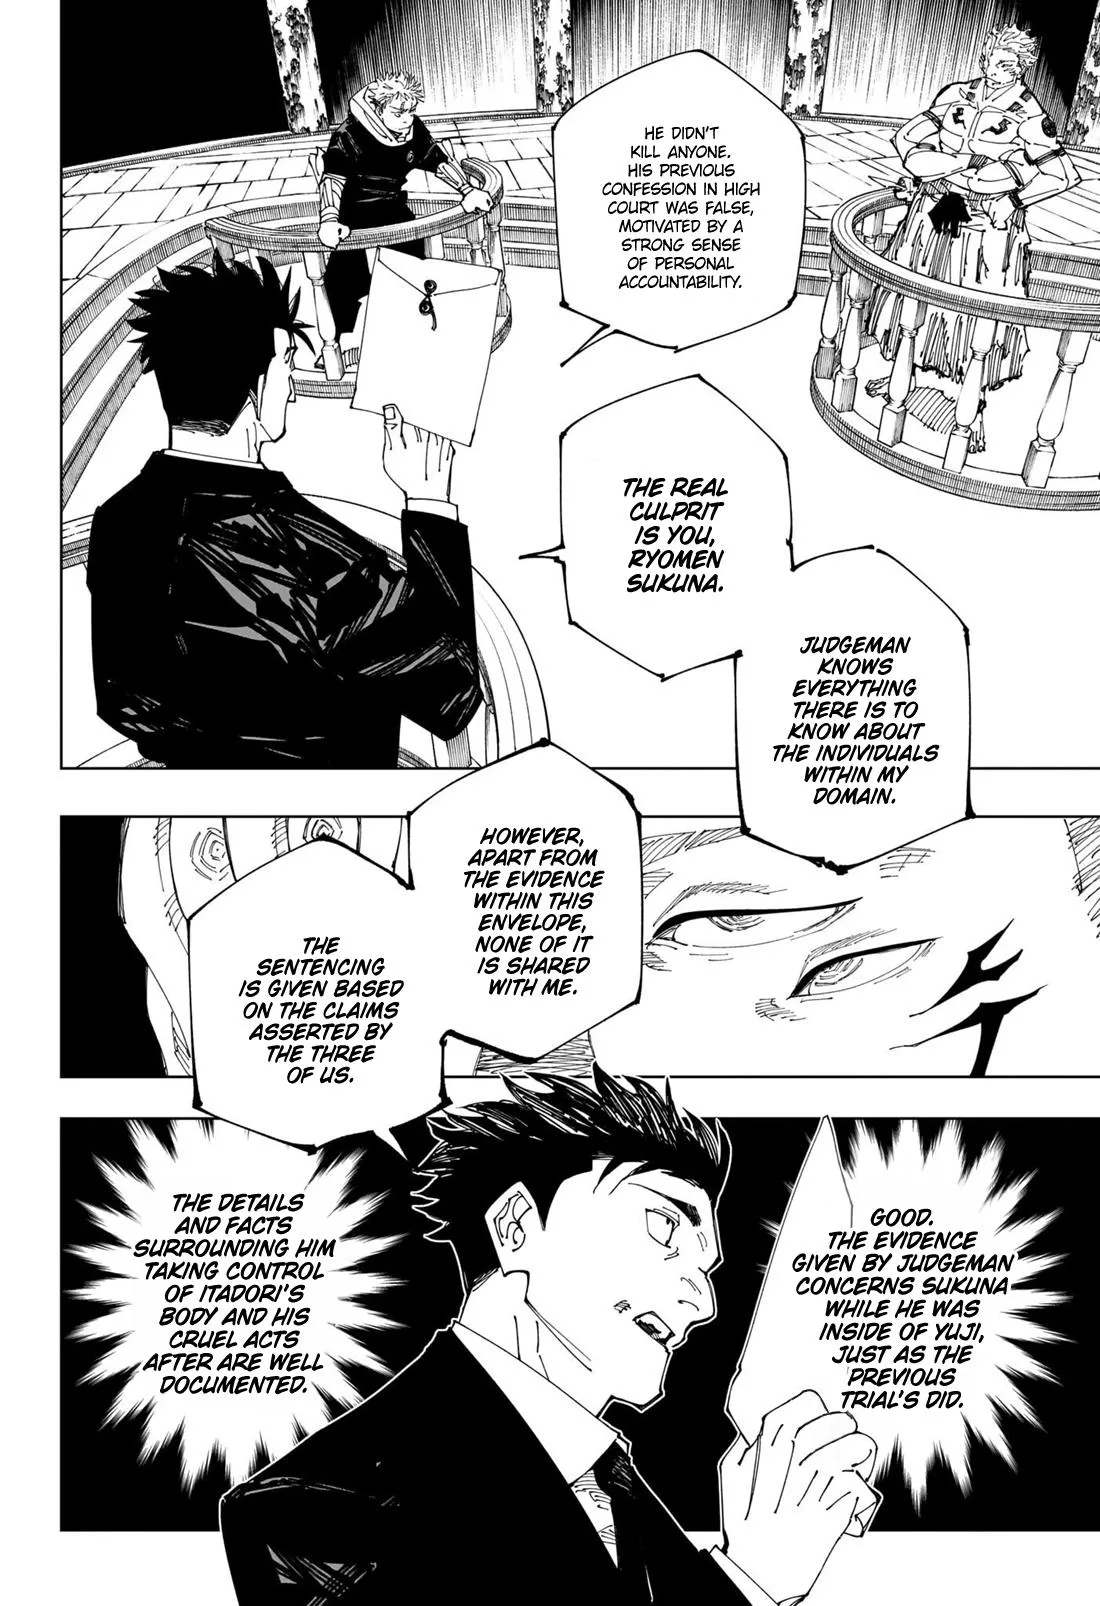 HE DIDN'T
KILL ANYONE.
HIS PREVIOUS
CONFESSION IN HIGH
COURT WAS FALSE,
MOTIVATED BY A
STRONG SENSE
OF PERSONAL
ACCOUNTABILITY.
THE REAL
CULPRIT
IS YOU,
RYOMEN
SUKUNA.
JUDGEMAN
KNOWS
EVERYTHING
THERE IS TO
KNOW ABOUT
THE INDIVIDUALS
WITHIN MY
DOMAIN.
HOWEVER,
APART FROM
THE EVIDENCE
WITHIN THIS
ENVELOPE,
NONE OF IT
IS SHARED
WITH ME.
THE
SENTENCING
IS GIVEN BASED
ON THE CLAIMS
ASSERTED BY
THE THREE
OF US.
GOOD.
THE EVIDENCE
GIVEN BY JUDGEMAN
CONCERNS SUKUNA
WHILE HE WAS
INSIDE OF YUJI,
JUST AS THE
PREVIOUS
TRIAL'S DID.
THE DETAILS
AND FACTS
SURROUNDING HIM
TAKING CONTROL
OF ITADORI'S
BODY AND HIS
CRUEL ACTS
AFTER ARE WELL
DOCUMENTED.